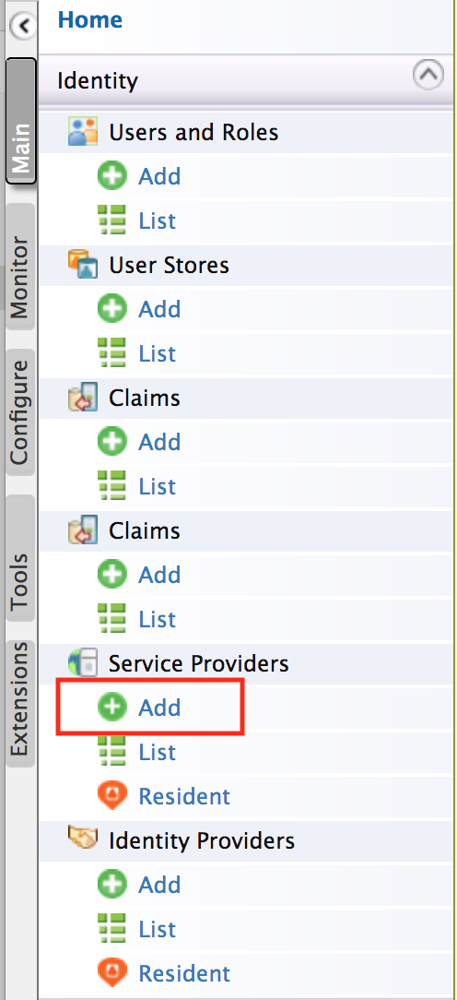 Home
Identity
Users and Roles
Add
List
User Stores
Add
List
Claims
Add
List
Claims
Add
List
Service Providers
Add
List
Resident
Identity Providers
Add
List
Resident
Main
Monitor
Configure
Tools
Extensions